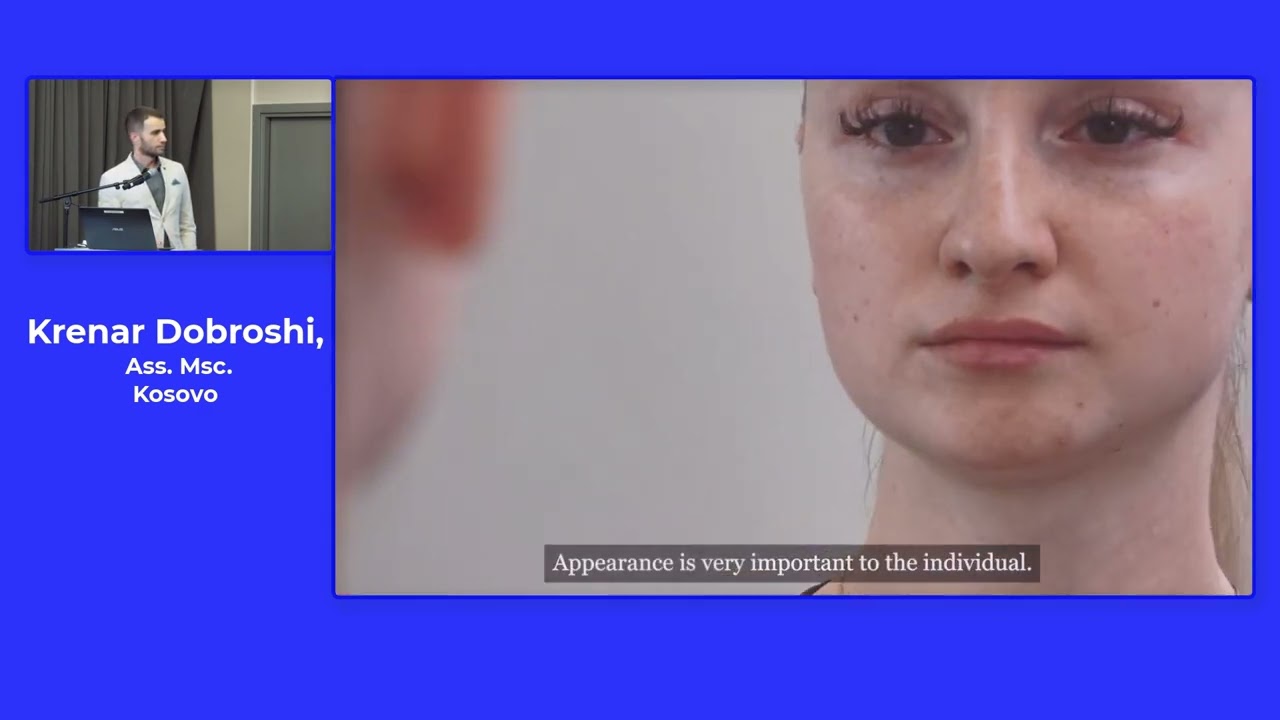 Krenar Dobroshi,
Ass. Msc.
Kosovo
Appearance is very important to the individual.